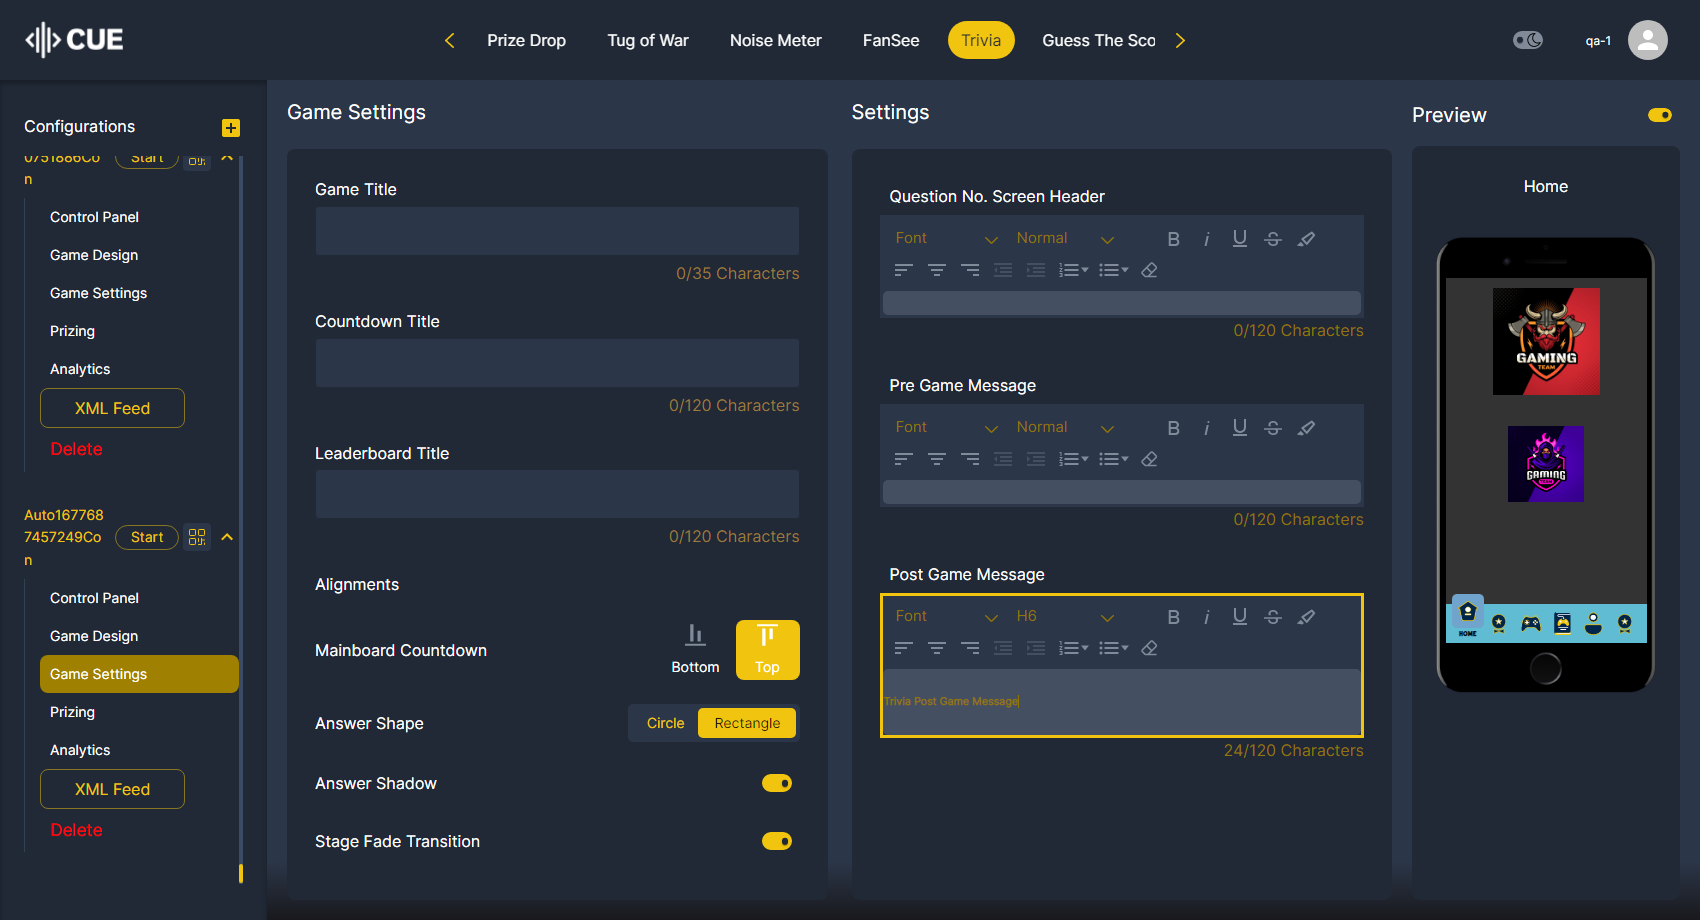 CUE
Prize Drop
Tug of War
Noise Meter
FanSee
Trivia
Guess The Sco
qa-1
Configurations
0751886Co
n
Start
Control Panel
Game Design
Game Settings
Prizing
Analytics
XML Feed
Delete
Auto167768
7457249Co
n
Start
Control Panel
Game Design
Game Settings
Prizing
Analytics
XML Feed
Delete
Game Settings
Game Title
0/35 Characters
Countdown Title
0/120 Characters
Leaderboard Title
0/120 Characters
Alignments
Mainboard Countdown
Bottom
Top
Answer Shape
Circle
Rectangle
Answer Shadow
Stage Fade Transition
Settings
Question No. Screen Header
Font
Normal
0/120 Characters
Pre Game Message
Font
Normal
0/120 Characters
Post Game Message
Font
H6
Trivia Post Game Message
24/120 Characters
Preview
Home
GAMING
TEAM
GAMING
TEAM
HOME